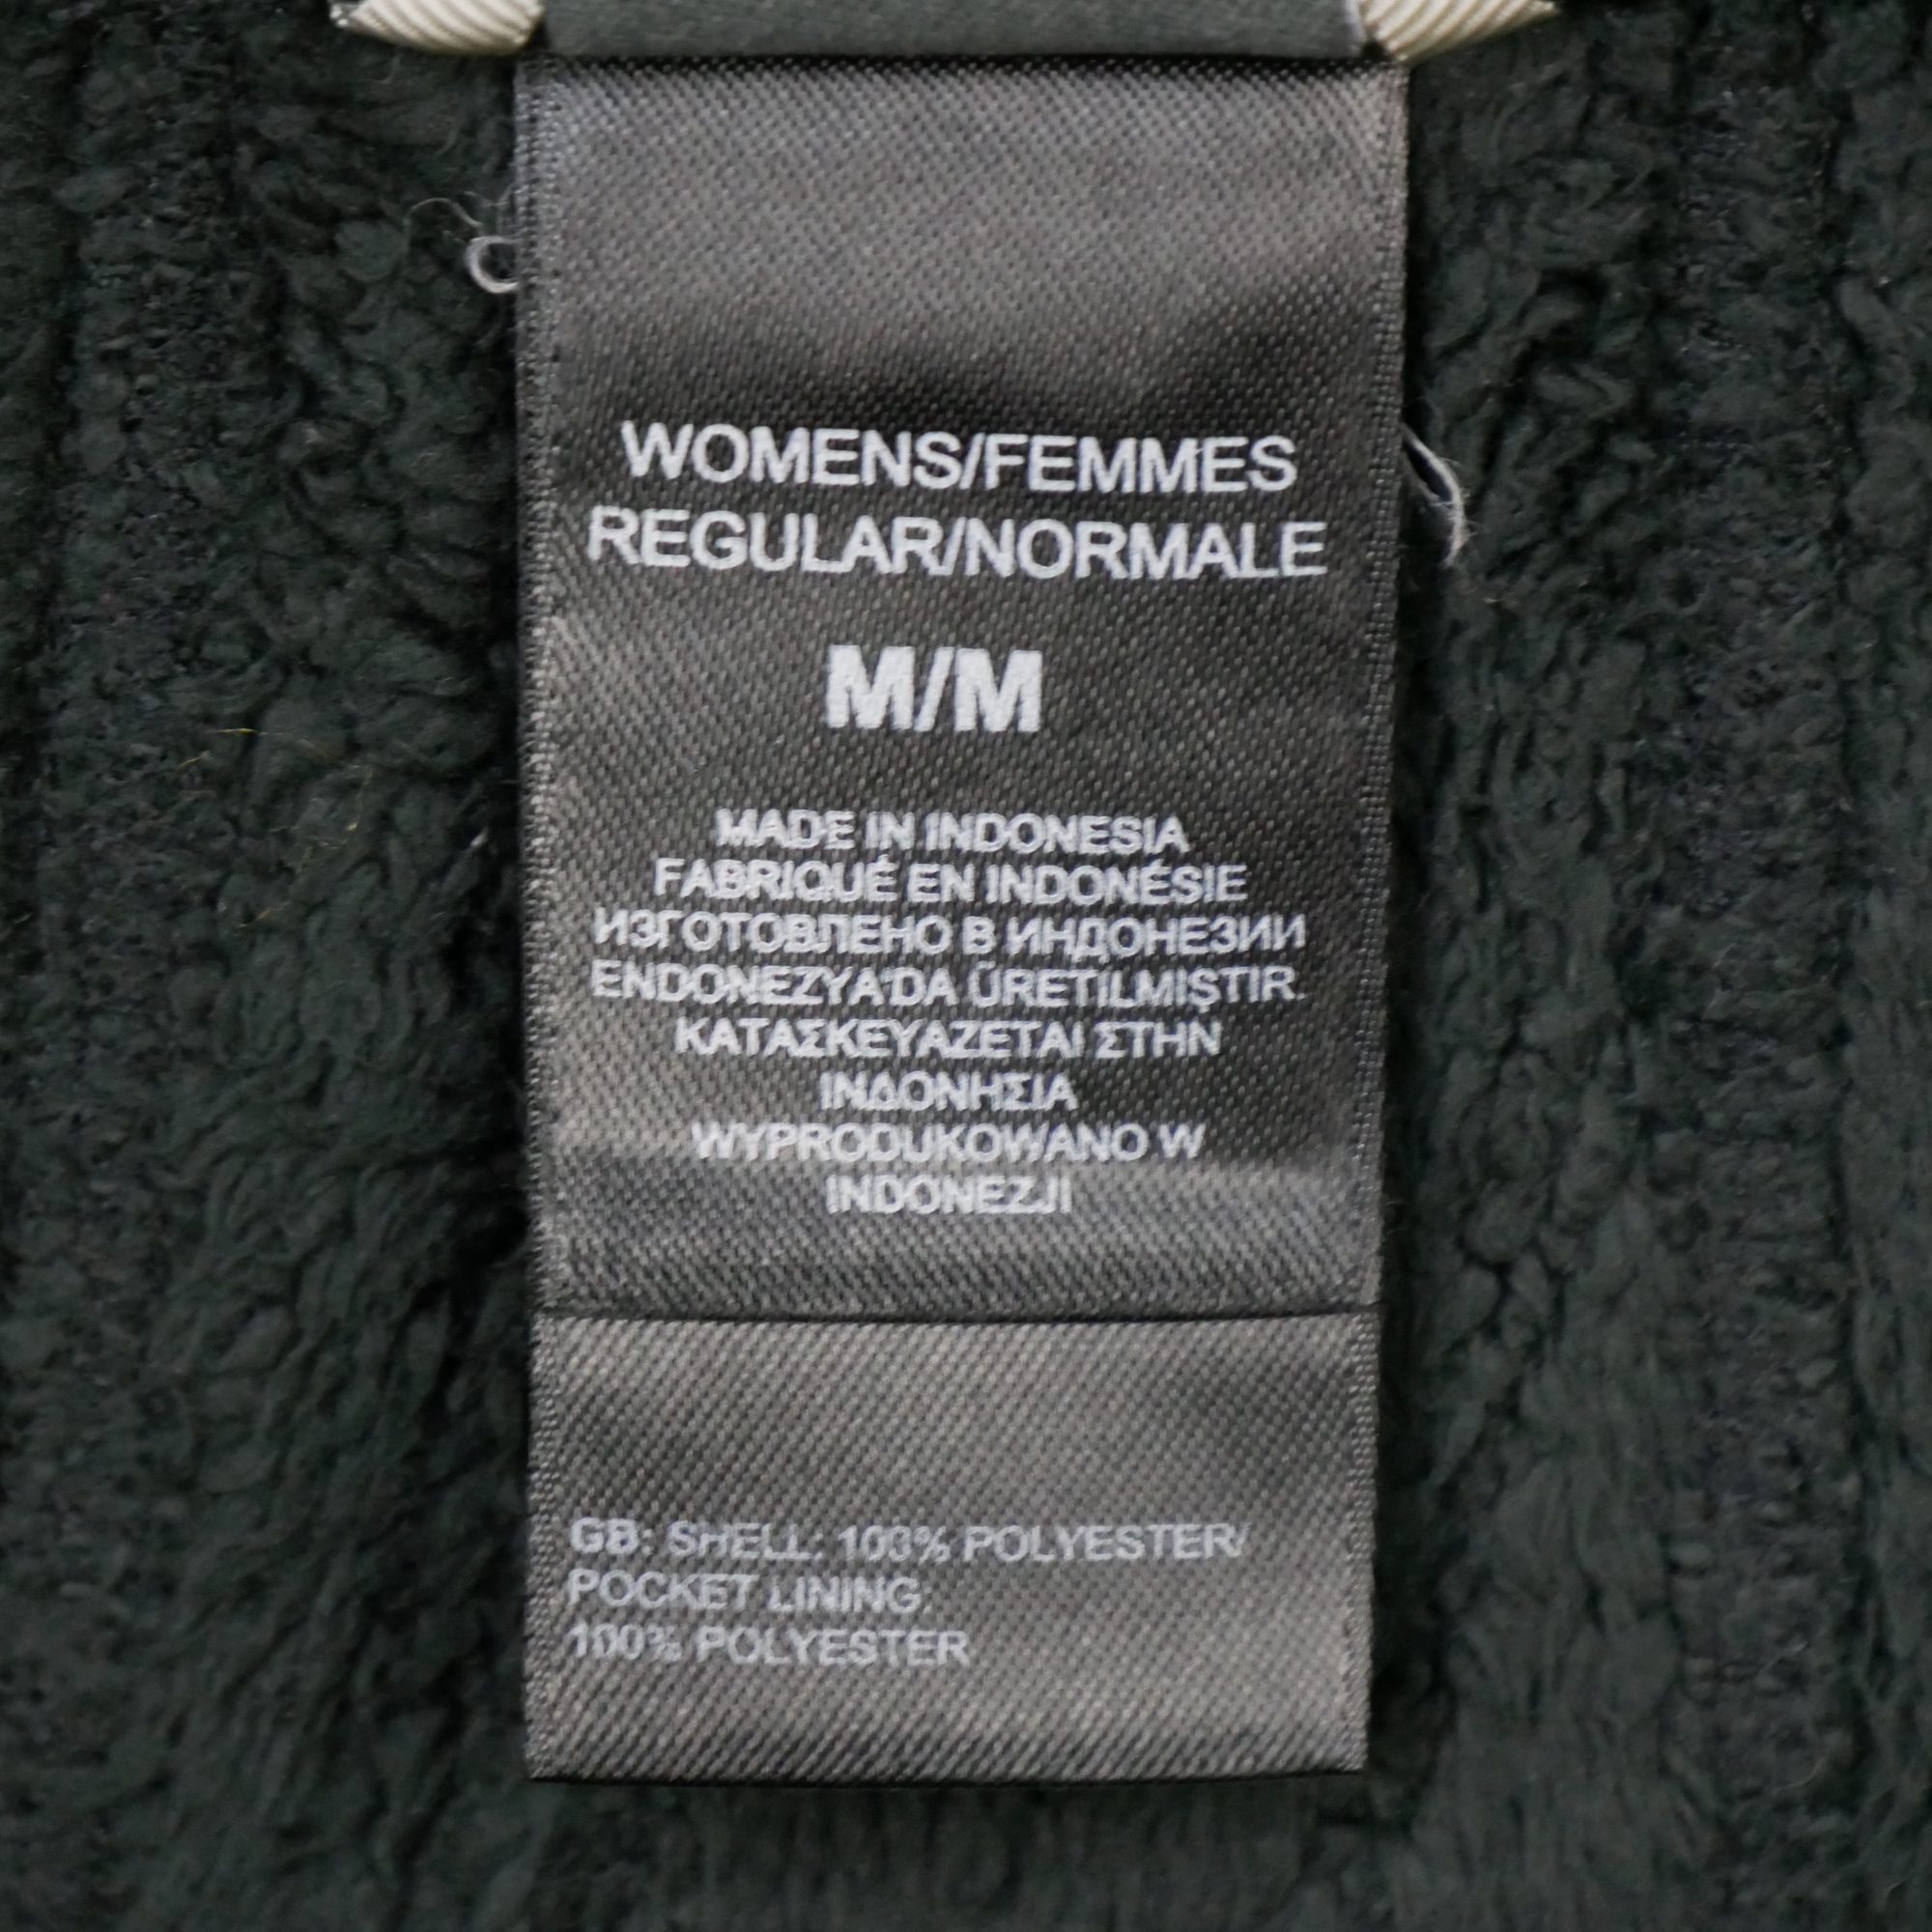 WOMENS/FEMMES
REGULAR/NORMALE
M/M
MADE IN INDONESIA
FABRIQUÉ EN INDONÉSIE
ИЗГОТОВЛЕНО В ИНДОНЕЗИИ
ENDONEZYA'DA ÜRETILMIŞTIR.
ΚΑΤΑΣΚΕΥΑΖΕΤΑΙ ΣΤΗΝ
ΙΝΔΟΝΗΣΙΑ
WYPRODUKOWANO W
INDONEZJI
GB: SHELL: 100% POLYESTER/
POCKET LINING:
100% POLYESTER